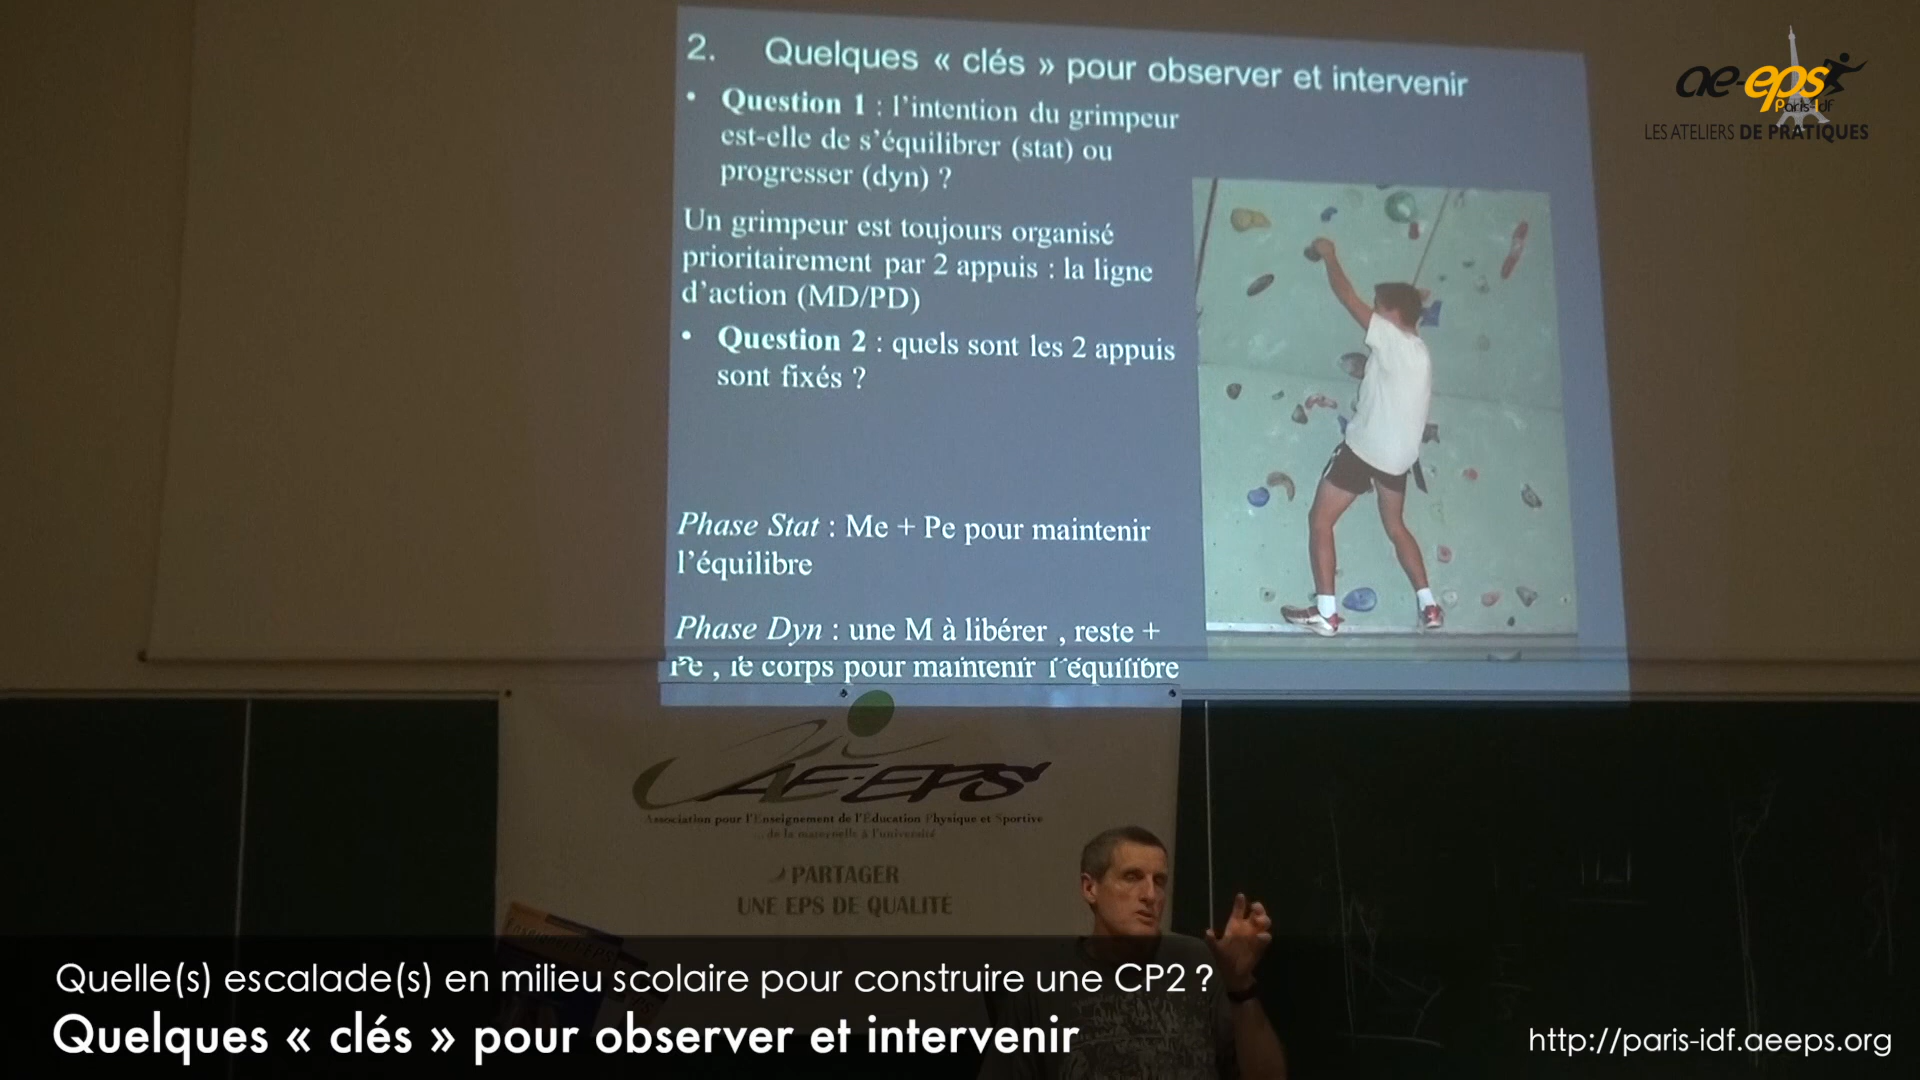 2. Quelques « clés » pour observer et intervenir
• Question 1 : l'intention du grimpeur
est-elle de s'équilibrer (stat) ou
progresser (dyn) ?
Un grimpeur est toujours organisé
prioritairement par 2 appuis : la ligne
d'action (MD/PD)
• Question 2 : quels sont les 2 appuis
sont fixés ?
Phase Stat : Me + Pe pour maintenir
l'équilibre
Phase Dyn : une M à libérer , reste +
Pe , le corps pour maintenir l'équilibre
ae-eps
Paris-Idf
LES ATELIERS DE PRATIQUES
AE-EPS
Association pour l'Enseignement de l'Éducation Physique et Sportive
de la maternelle à l'université
PARTAGER
UNE EPS DE QUALITÉ
Quelle(s) escalade(s) en milieu scolaire pour construire une CP2 ?
Quelques « clés » pour observer et intervenir
http://paris-idf.aeeps.org